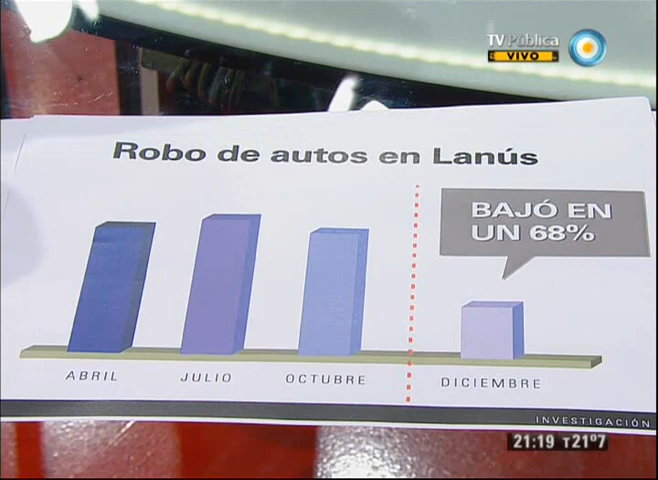 TV Pública
VIVO
Robo de autos en Lanús
BAJÓ EN
UN 68%
ABRIL
JULIO
OCTUBRE
DICIEMBRE
INVESTIGACIÓN
21:19 T21°7